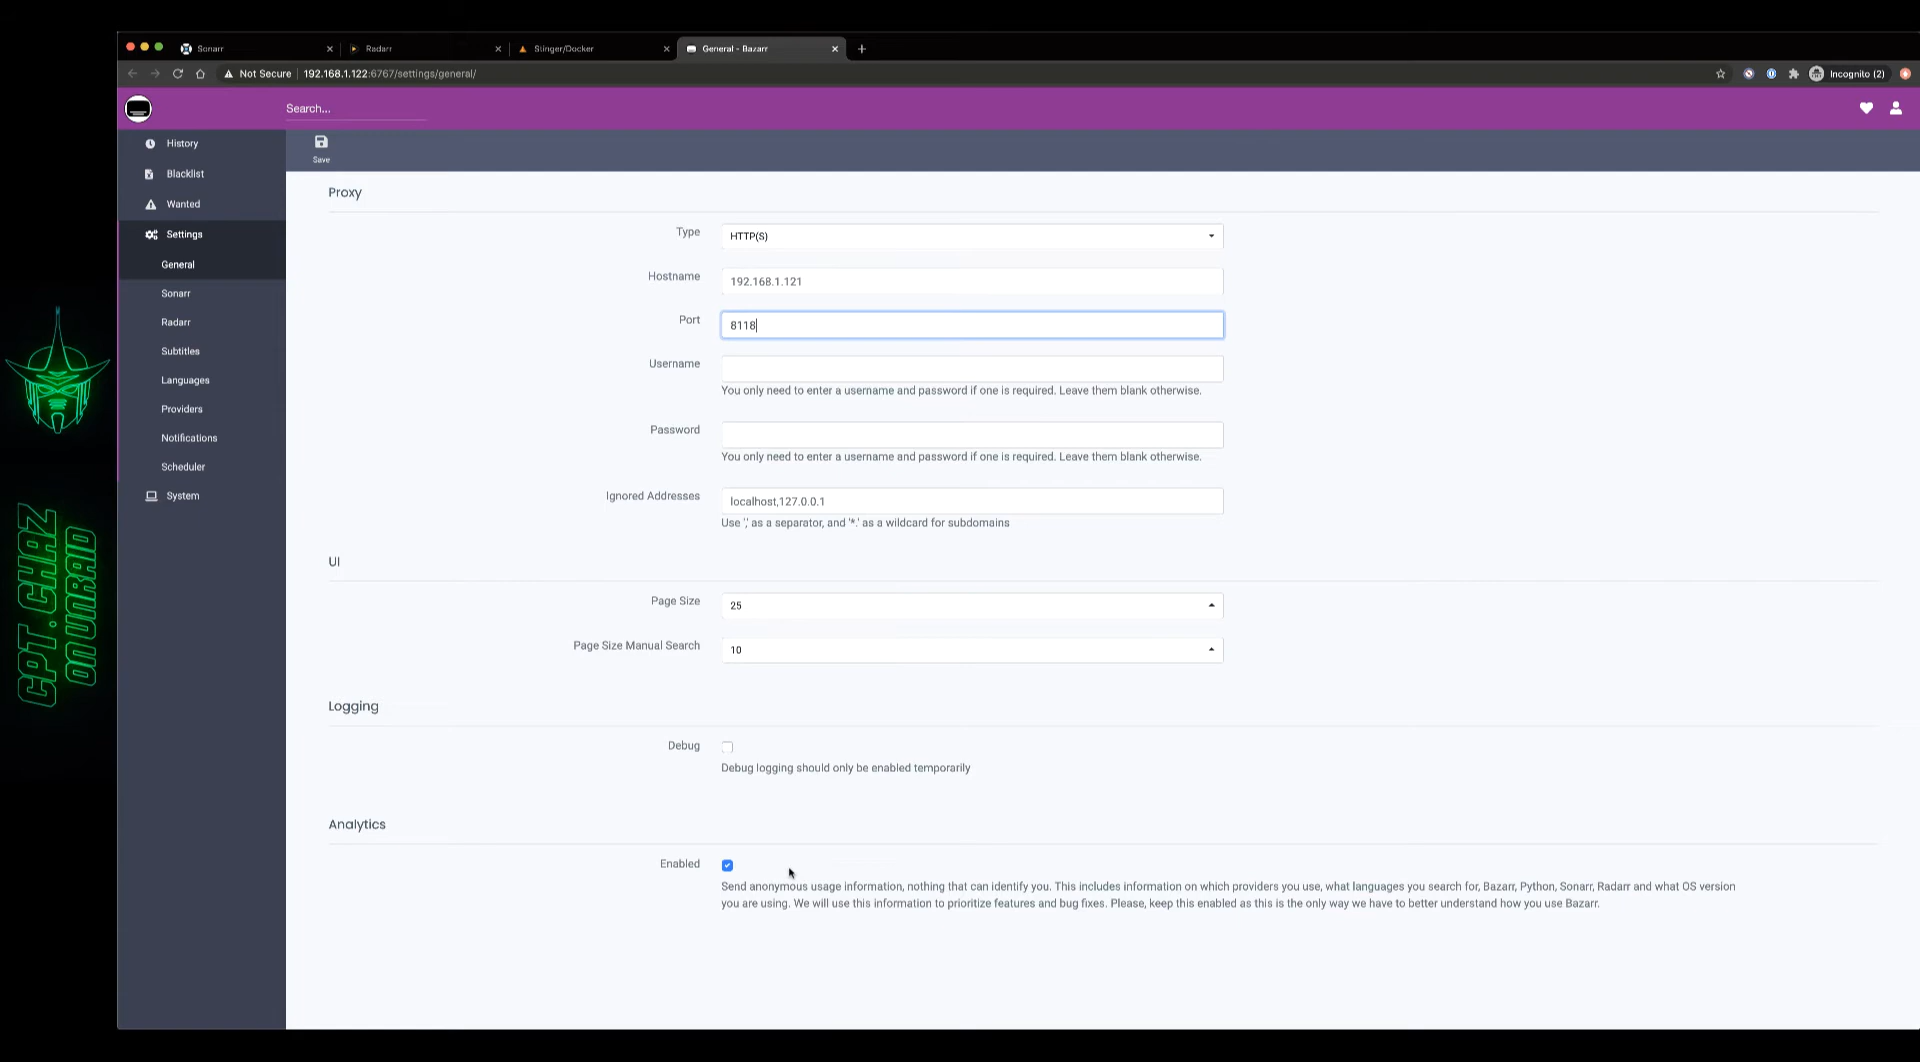 Sonarr
Radarr
Stinger/Docker
General - Bazarr
Not Secure
192.168.1.122:6767/settings/general/
Incognito (2)
Search...
History
Blacklist
Wanted
Settings
General
Sonarr
Radarr
Subtitles
Languages
Providers
Notifications
Scheduler
System
Save
Proxy
Type
HTTP(S)
Hostname
192.168.1.121
Port
8118
Username
You only need to enter a username and password if one is required. Leave them blank otherwise.
Password
You only need to enter a username and password if one is required. Leave them blank otherwise.
Ignored Addresses
localhost,127.0.0.1
Use ',' as a separator, and '*.' as a wildcard for subdomains
UI
Page Size
25
Page Size Manual Search
10
Logging
Debug
Debug logging should only be enabled temporarily
Analytics
Enabled
Send anonymous usage information, nothing that can identify you. This includes information on which providers you use, what languages you search for, Bazarr, Python, Sonarr, Radarr and what OS version
you are using. We will use this information to prioritize features and bug fixes. Please, keep this enabled as this is the only way we have to better understand how you use Bazarr.
CPT. CHAZ
ON UNRAID